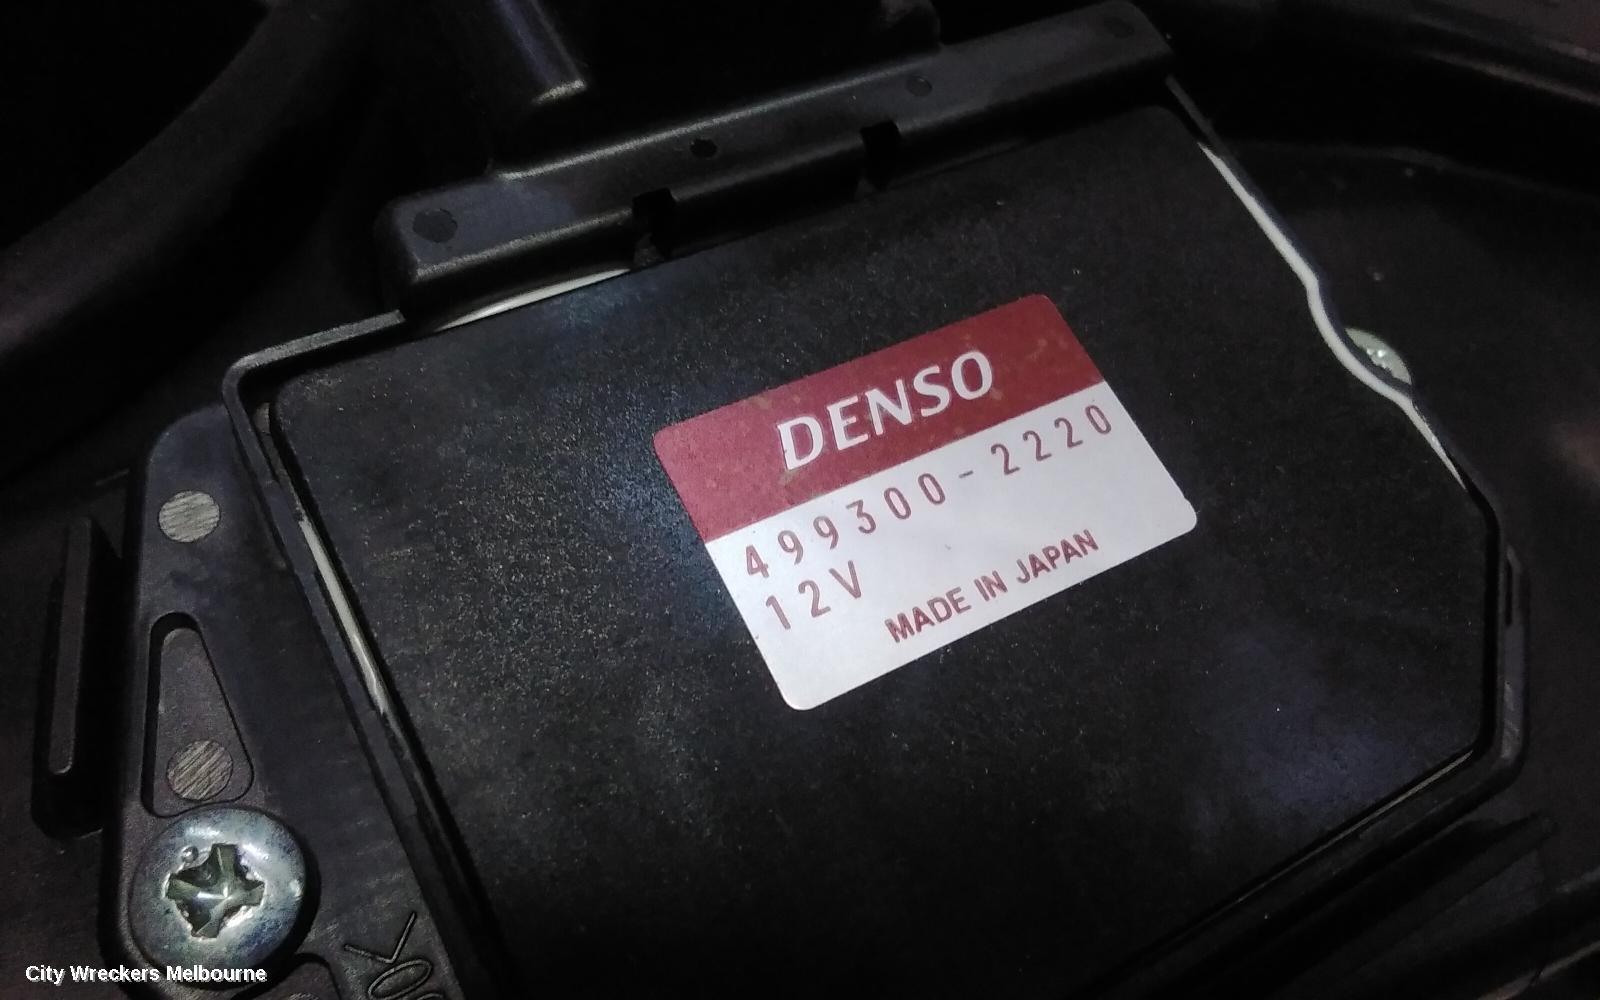 DENSO
499300-2220
12V
MADE IN JAPAN
City Wreckers Melbourne